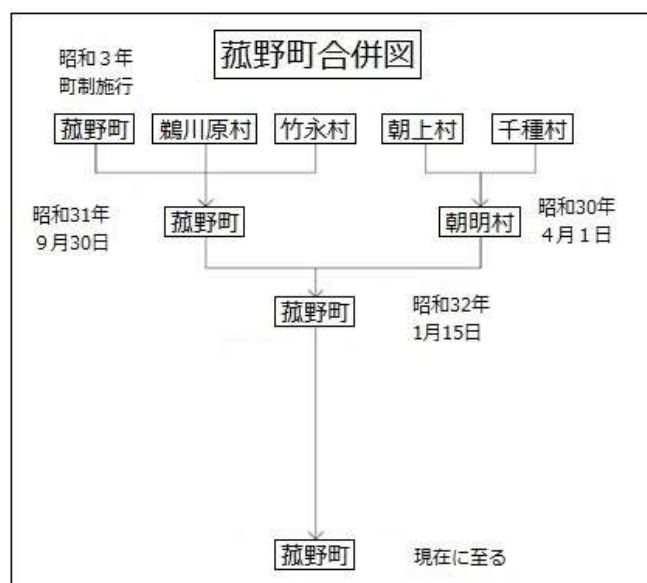 菰野町合併図
昭和３年
町制施行
菰野町
鵜川原村
竹永村
朝上村
千種村
昭和31年
９月30日
菰野町
朝明村
昭和30年
４月１日
菰野町
昭和32年
1月15日
菰野町
現在に至る